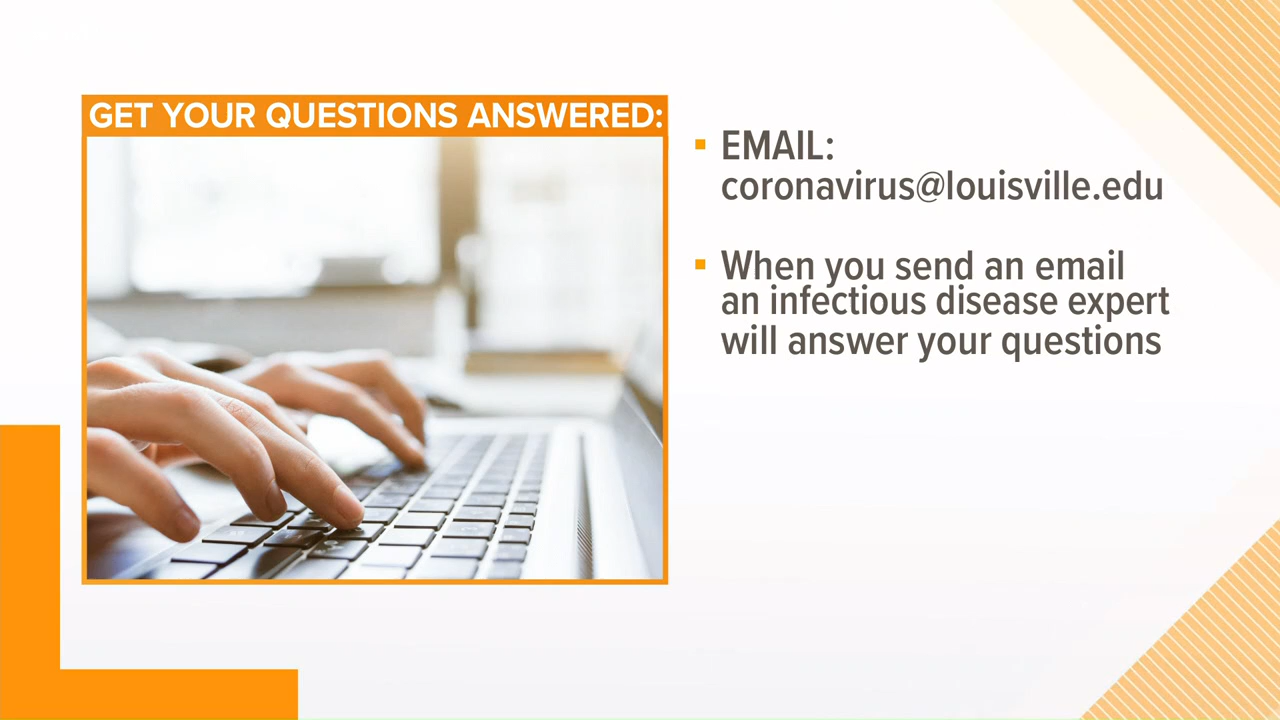 GET YOUR QUESTIONS ANSWERED:
EMAIL:
coronavirus@louisville.edu
When you send an email
an infectious disease expert
will answer your questions